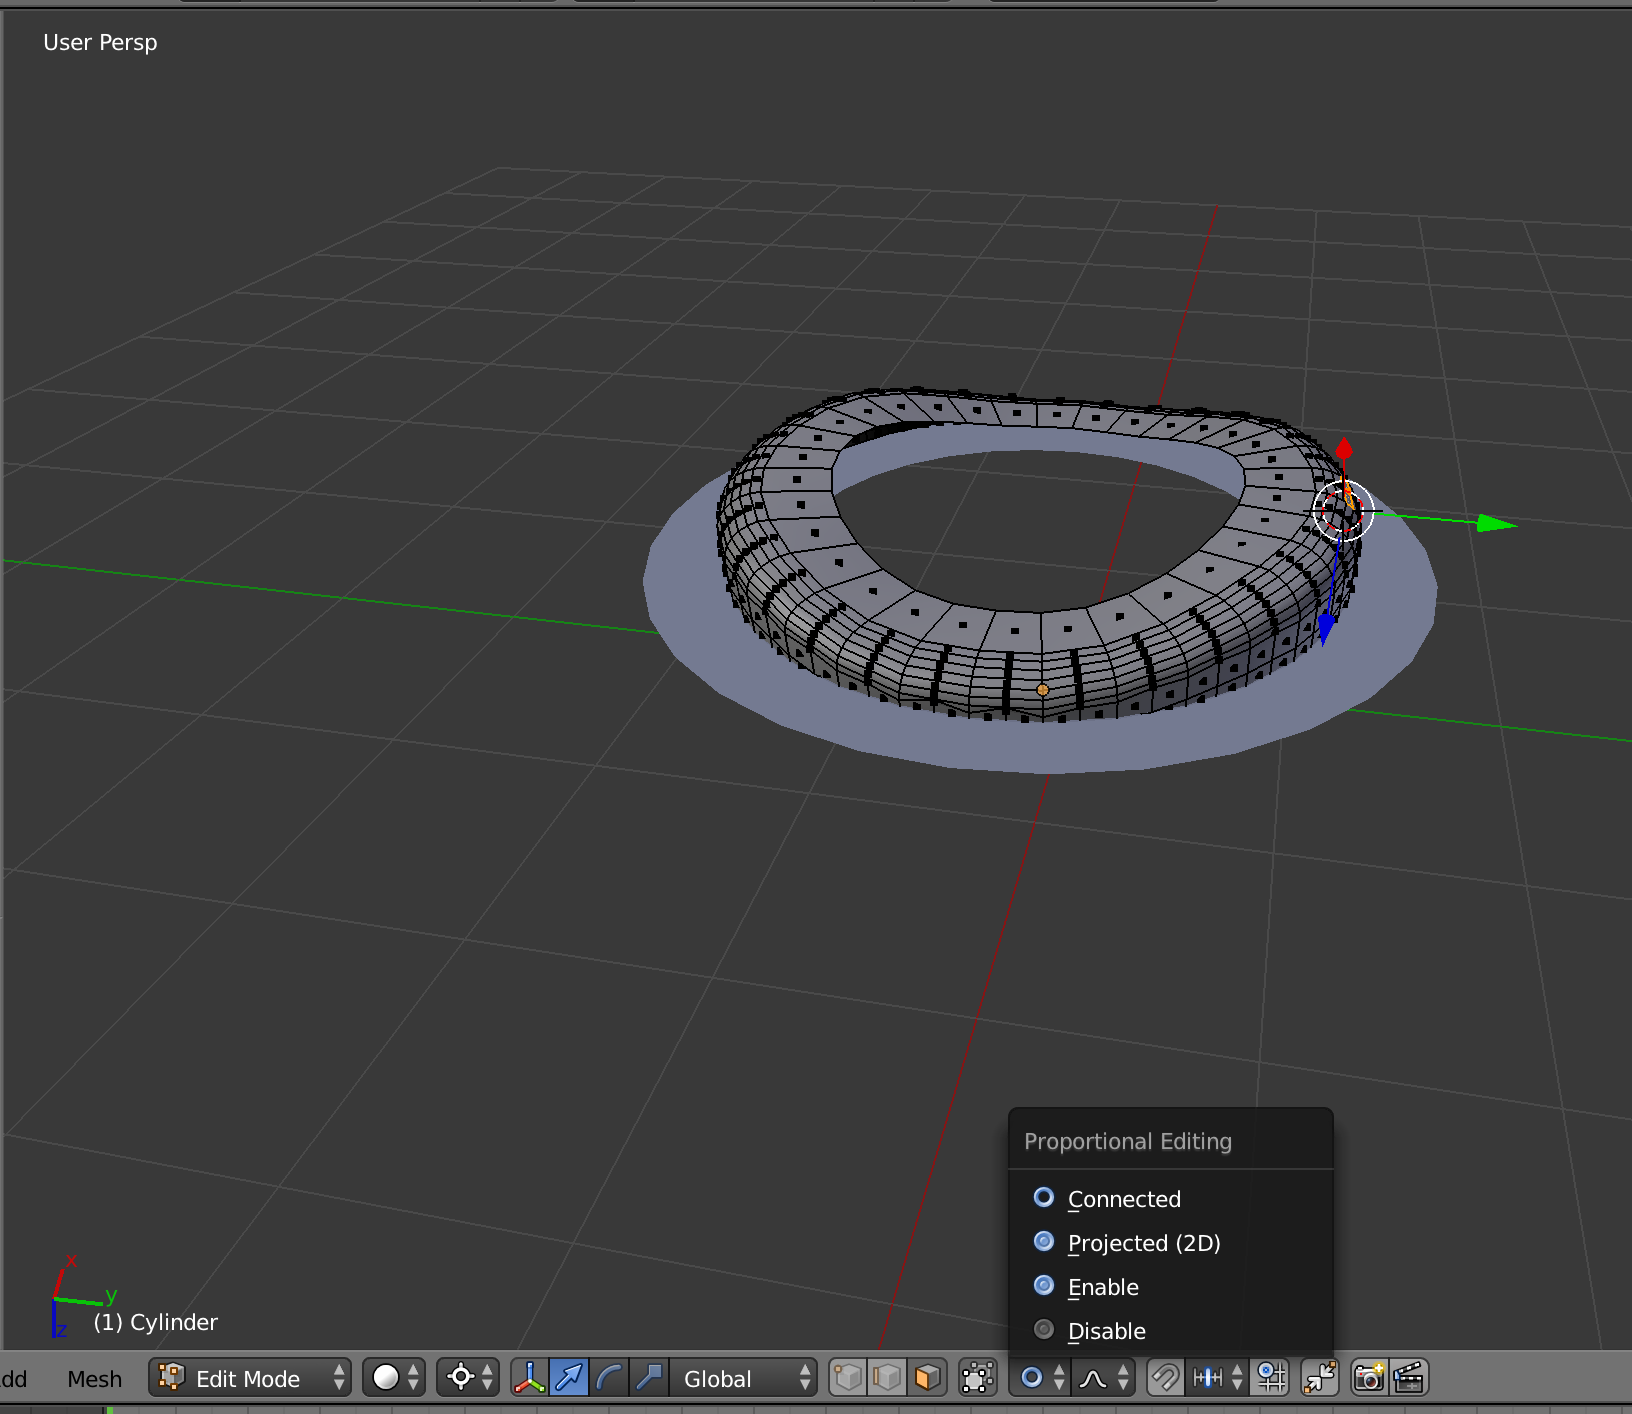 User Persp
Proportional Editing
Connected
Projected (2D)
Enable
Disable
x
y
z
(1) Cylinder
dd Mesh Edit Mode Global